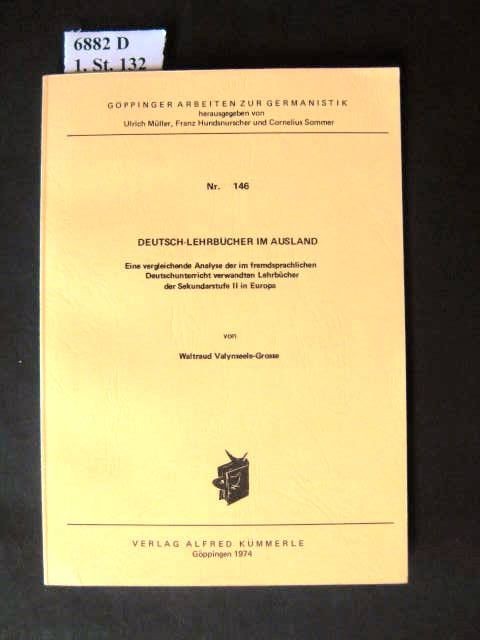 6882 D
1. St. 132
GÖPPINGER ARBEITEN ZUR GERMANISTIK
herausgegeben von
Ulrich Müller, Franz Hundsnurscher und Cornelius Sommer
Nr. 146
DEUTSCH-LEHRBÜCHER IM AUSLAND
Eine vergleichende Analyse der im fremdsprachlichen
Deutschunterricht verwandten Lehrbücher
der Sekundarstufe II in Europa
von
Waltraud Valynseele-Grosse
VERLAG ALFRED KÜMMERLE
Göppingen 1974